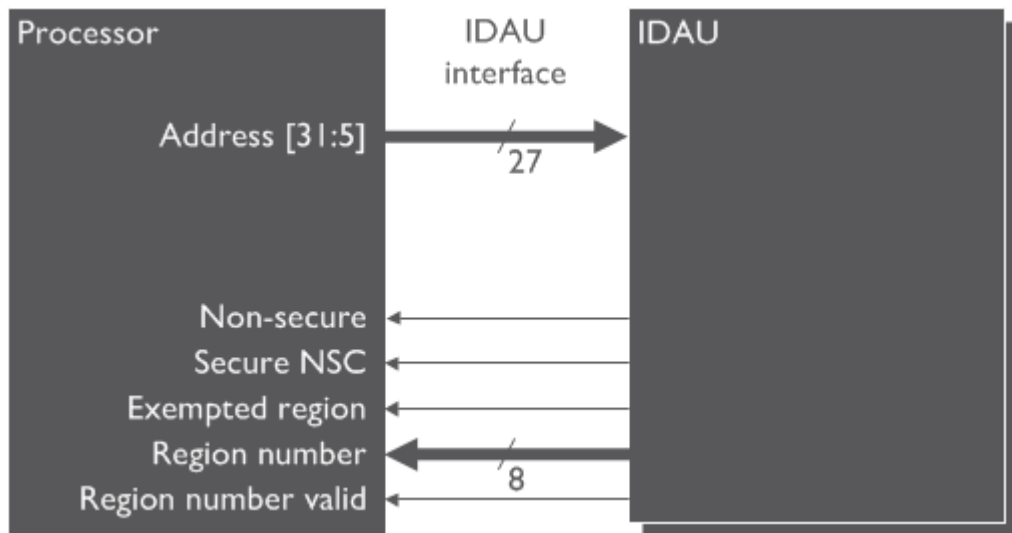 Processor
IDAU
interface
IDAU
Address [31:5]
27
Non-secure
Secure NSC
Exempted region
Region number
8
Region number valid